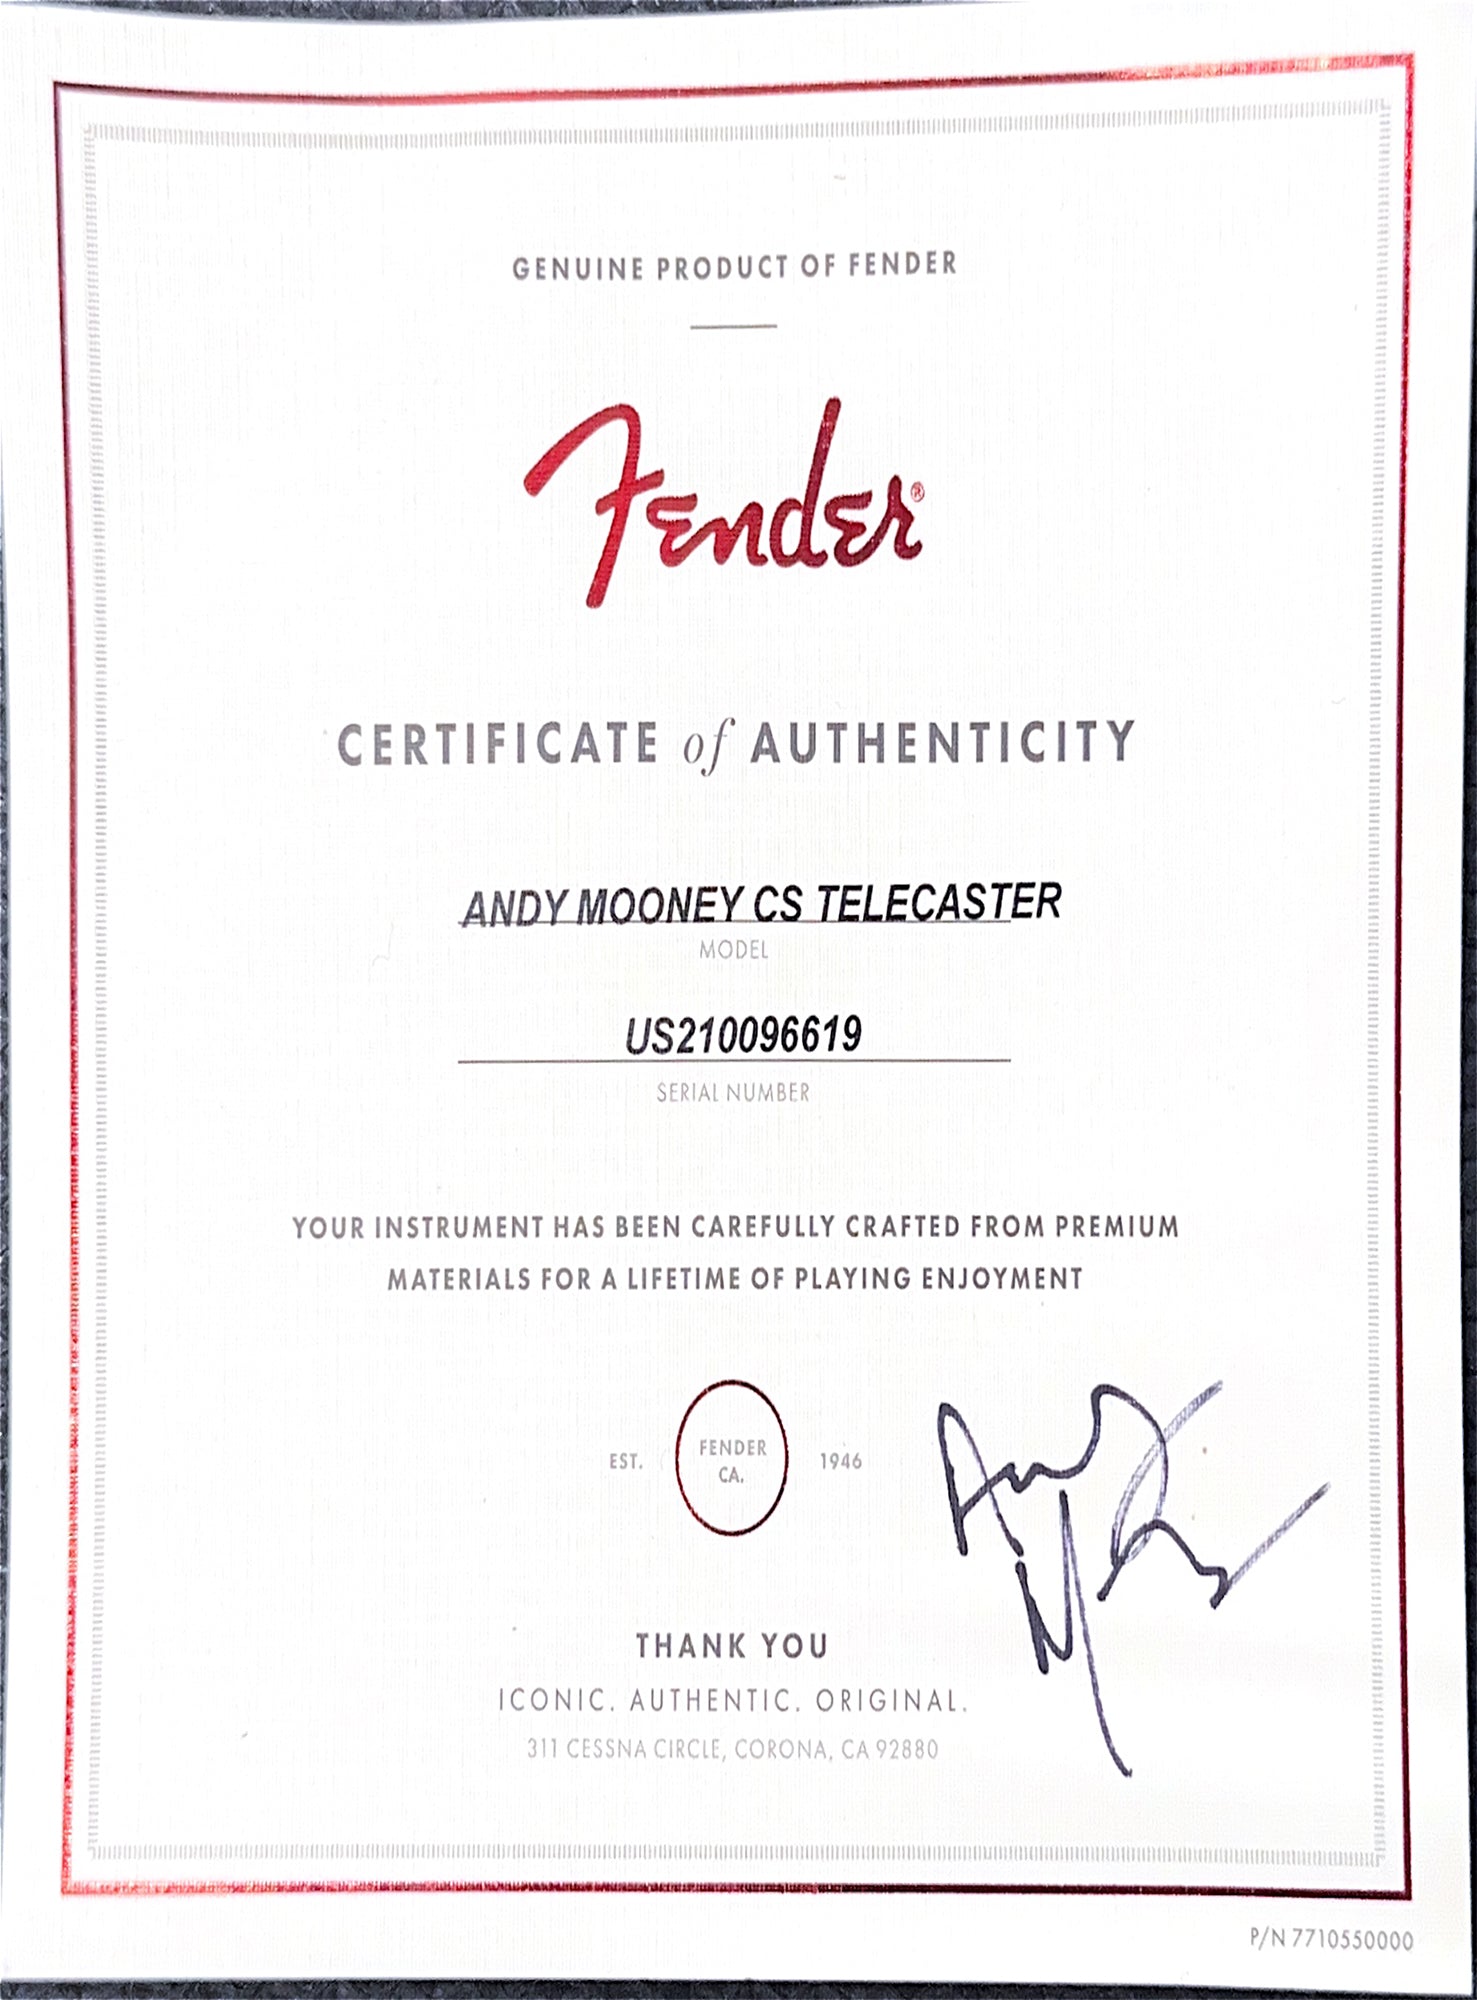 GENUINE PRODUCT OF FENDER
Fender®
CERTIFICATE of AUTHENTICITY
ANDY MOONEY CS TELECASTER
MODEL
US210096619
SERIAL NUMBER
YOUR INSTRUMENT HAS BEEN CAREFULLY CRAFTED FROM PREMIUM
MATERIALS FOR A LIFETIME OF PLAYING ENJOYMENT
EST. FENDER CA. 1946
THANK YOU
ICONIC. AUTHENTIC. ORIGINAL.
311 CESSNA CIRCLE, CORONA, CA 92880
P/N 7710550000